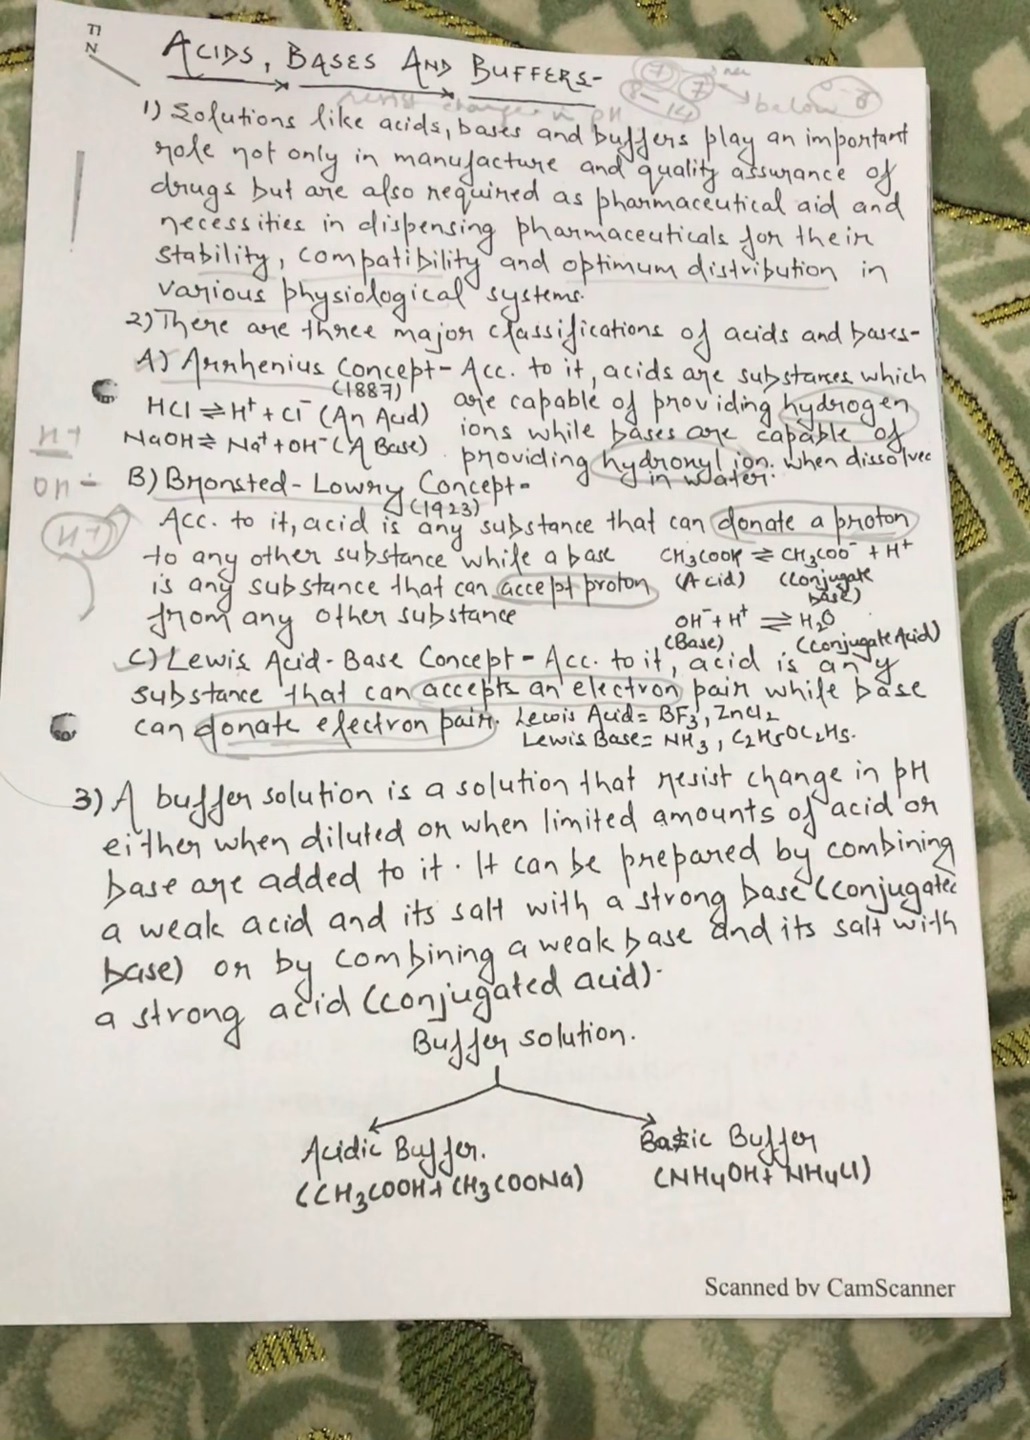 ACIDS, BASES AND BUFFERS-
resist changes in pH
7
7
8-14
below
1) Solutions like acids, bases and buffers play an important
role not only in manufacture and quality assurance of
drugs but are also required as pharmaceutical aid and
necessities in dispensing pharmaceuticals for their
stability, compatibility and optimum distribution in
various physiological systems.
2) There are three major classifications of acids and bases-
A) Arrhenius Concept- Acc. to it, acids are substances which
(1887)
are capable of providing hydrogen
HCl ⇌ H⁺ + Cl⁻ (An Acid)
ions while bases are capable of
NaOH ⇌ Na⁺ + OH⁻ (A Base)
providing hydroxyl ion. when dissolved
in water.
H+
OH-
H+
B) Bronsted-Lowry Concept-
(1923)
Acc. to it, acid is any substance that can donate a proton
to any other substance while a base
is any substance that can accept proton
from any other substance
CH₃COOH ⇌ CH₃COO⁻ + H⁺
(Acid) (Conjugate
base)
OH⁻ + H⁺ ⇌ H₂O
(Base) (Conjugate Acid)
C) Lewis Acid-Base Concept- Acc. to it, acid is any
substance that can accepts an electron pair while base
can donate electron pair. Lewis Acid= BF₃, ZnCl₂
Lewis Base= NH₃, C₂H₅OC₂H₅.
3) A buffer solution is a solution that resist change in pH
either when diluted or when limited amounts of acid or
base are added to it. It can be prepared by combining
a weak acid and its salt with a strong base (conjugated
base) or by combining a weak base and its salt with
a strong acid (conjugated acid).
Buffer solution.
Acidic Buffer.
(CH₃COOH + CH₃COONa)
Basic Buffer
(NH₄OH + NH₄Cl)
Scanned by CamScanner